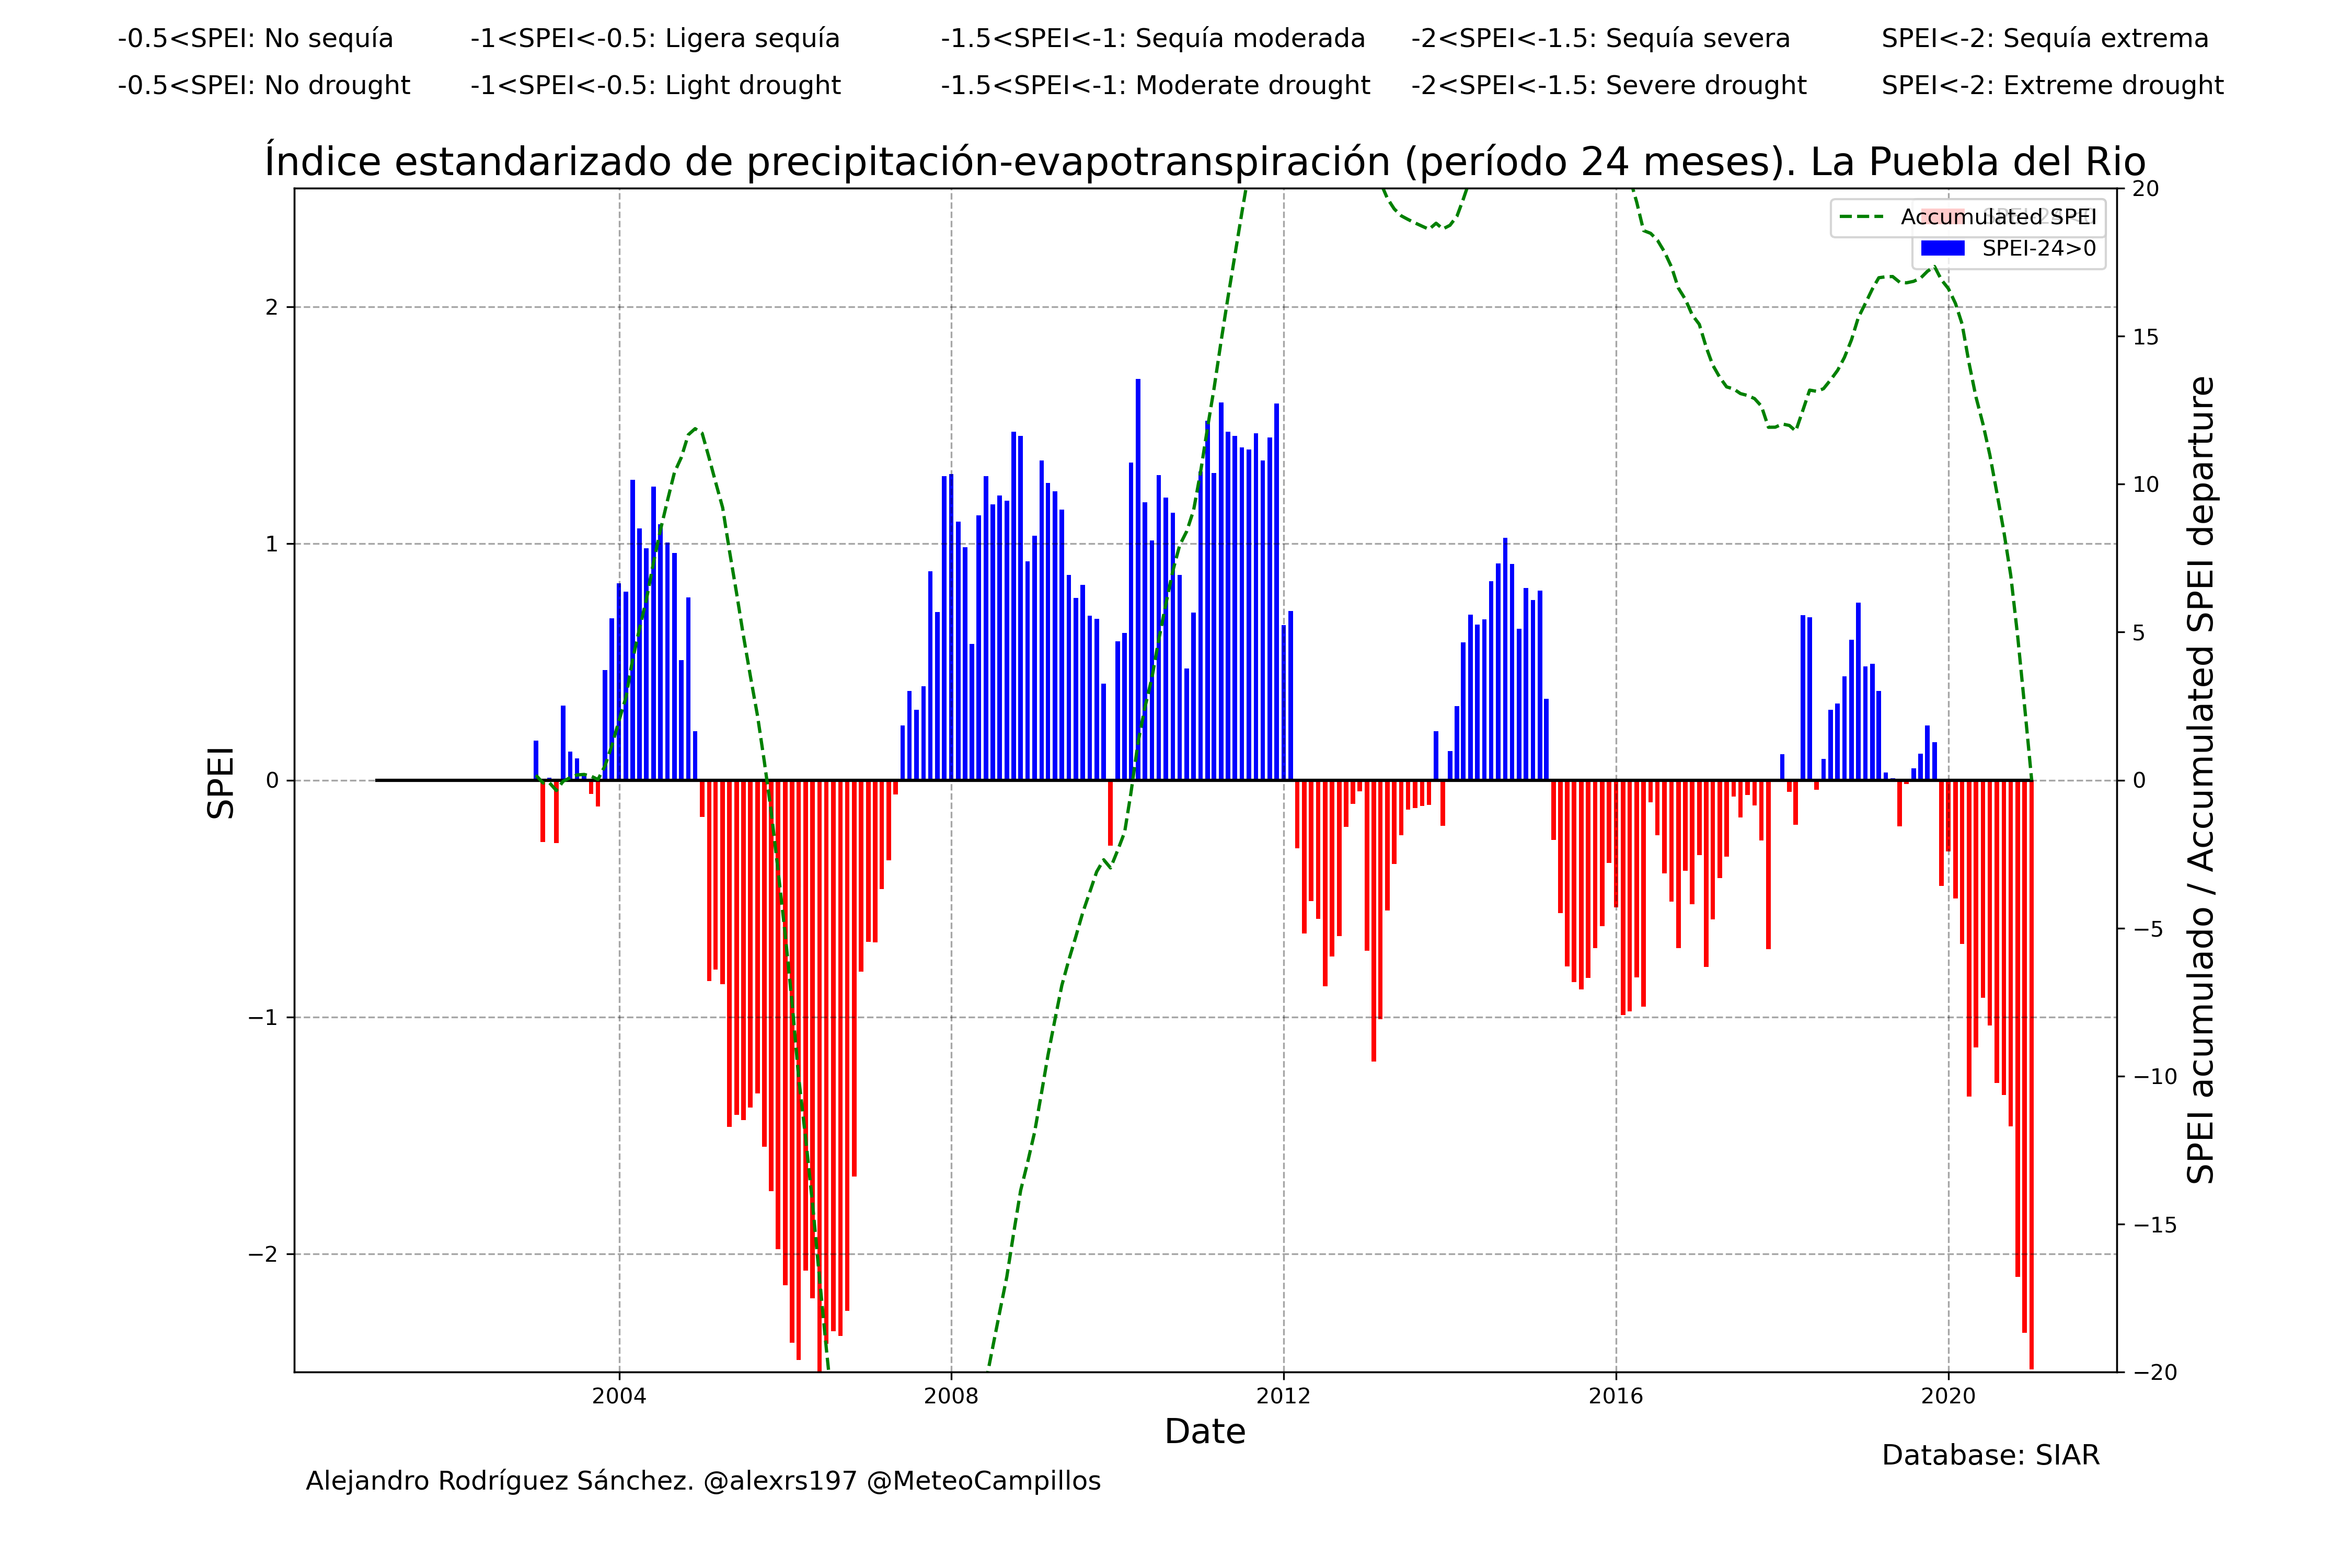 -0.5<SPEI: No sequía -1<SPEI<-0.5: Ligera sequía -1.5<SPEI<-1: Sequía moderada -2<SPEI<-1.5: Sequía severa SPEI<-2: Sequía extrema
-0.5<SPEI: No drought -1<SPEI<-0.5: Light drought -1.5<SPEI<-1: Moderate drought -2<SPEI<-1.5: Severe drought SPEI<-2: Extreme drought
Índice estandarizado de precipitación-evapotranspiración (período 24 meses). La Puebla del Rio
Accumulated SPEI
SPEI-24>0
SPEI
2
1
0
−1
−2
20
15
10
5
0
−5
−10
−15
−20
SPEI acumulado / Accumulated SPEI departure
2004 2008 2012 2016 2020
Date
Database: SIAR
Alejandro Rodríguez Sánchez. @alexrs197 @MeteoCampillos